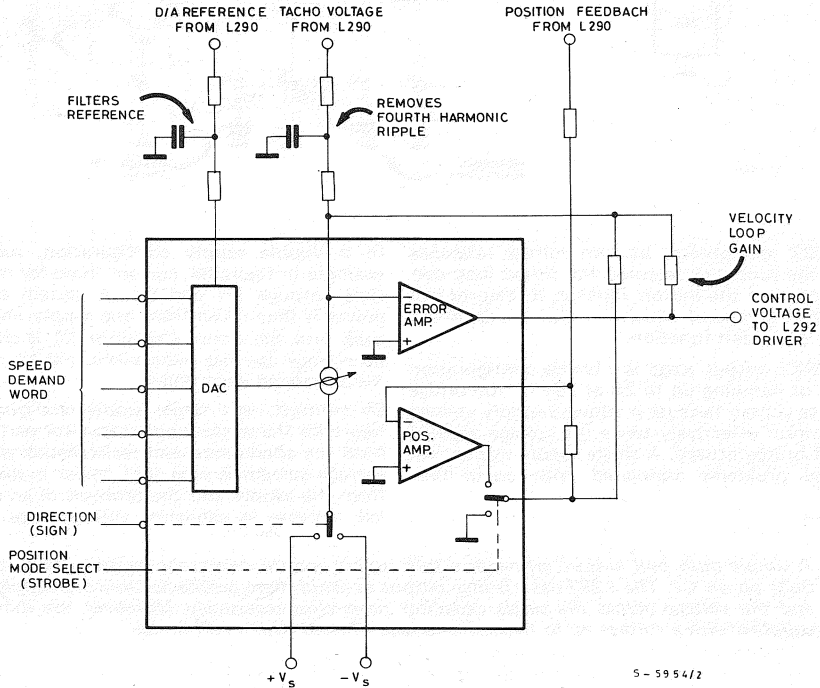 D/A REFERENCE
FROM L290
TACHO VOLTAGE
FROM L290
POSITION FEEDBACH
FROM L290
FILTERS
REFERENCE
REMOVES
FOURTH HARMONIC
RIPPLE
VELOCITY
LOOP
GAIN
CONTROL
VOLTAGE
TO L292
DRIVER
SPEED
DEMAND
WORD
DAC
−
ERROR
AMP.
+
−
POS.
AMP.
+
DIRECTION
(SIGN)
POSITION
MODE SELECT
(STROBE)
+Vs
−Vs
S-5954/2